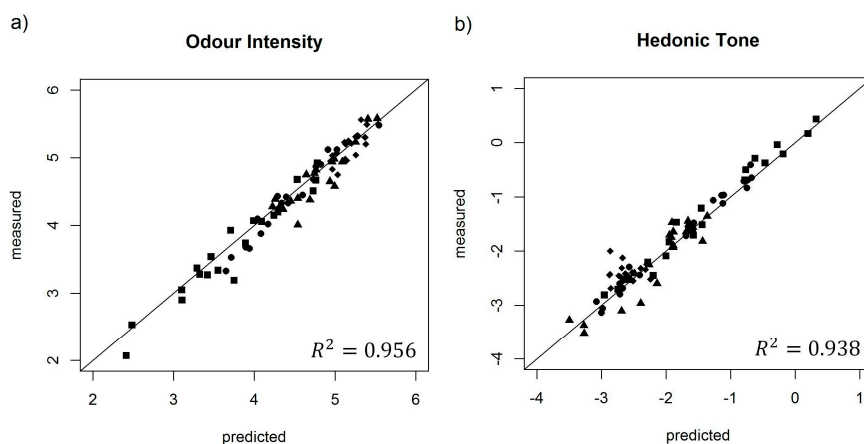 a)
Odour Intensity
6
5
4
3
2
measured
2 3 4 5 6
predicted
R² = 0.956
b)
Hedonic Tone
1
0
-1
-2
-3
-4
measured
-4 -3 -2 -1 0 1
predicted
R² = 0.938